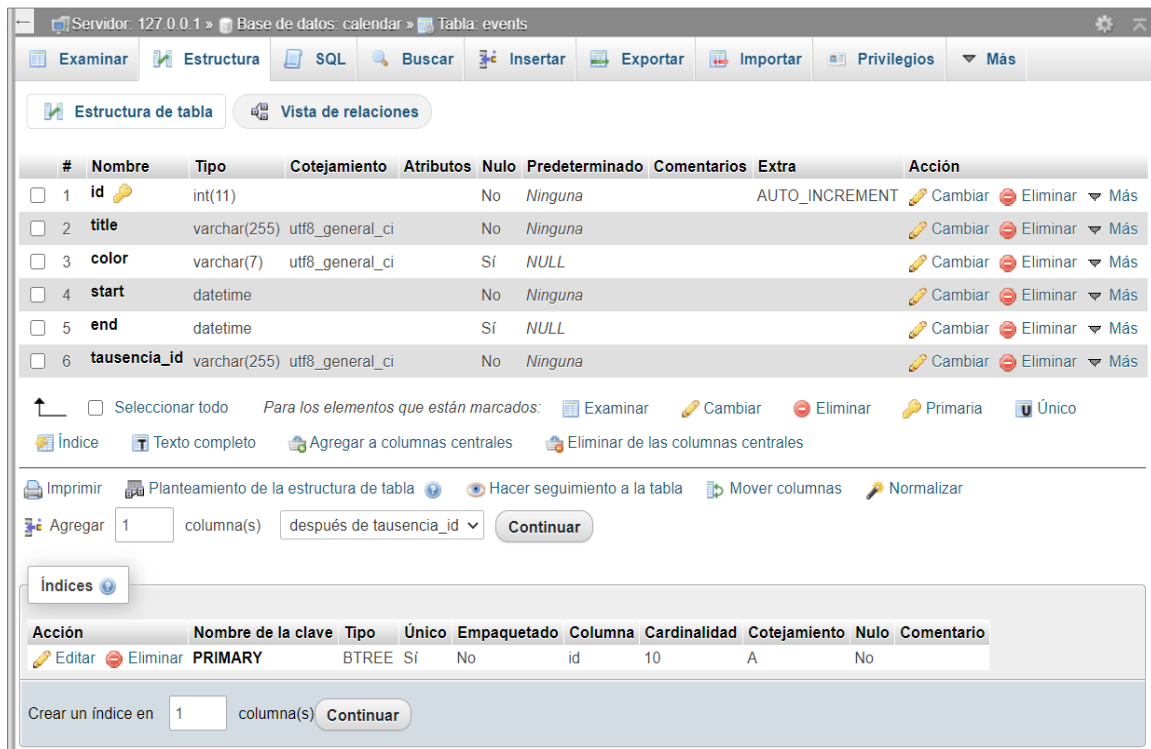 Servidor: 127.0.0.1 » Base de datos: calendar » Tabla: events
Examinar Estructura SQL Buscar Insertar Exportar Importar Privilegios Más
Estructura de tabla Vista de relaciones
# Nombre Tipo Cotejamiento Atributos Nulo Predeterminado Comentarios Extra Acción
1 id int(11) No Ninguna AUTO_INCREMENT Cambiar Eliminar Más
2 title varchar(255) utf8_general_ci No Ninguna Cambiar Eliminar Más
3 color varchar(7) utf8_general_ci Sí NULL Cambiar Eliminar Más
4 start datetime No Ninguna Cambiar Eliminar Más
5 end datetime Sí NULL Cambiar Eliminar Más
6 tausencia_id varchar(255) utf8_general_ci No Ninguna Cambiar Eliminar Más
Seleccionar todo Para los elementos que están marcados: Examinar Cambiar Eliminar Primaria Único
Índice Texto completo Agregar a columnas centrales Eliminar de las columnas centrales
Imprimir Planteamiento de la estructura de tabla Hacer seguimiento a la tabla Mover columnas Normalizar
Agregar 1 columna(s) después de tausencia_id Continuar
Índices
Acción Nombre de la clave Tipo Único Empaquetado Columna Cardinalidad Cotejamiento Nulo Comentario
Editar Eliminar PRIMARY BTREE Sí No id 10 A No
Crear un índice en 1 columna(s) Continuar